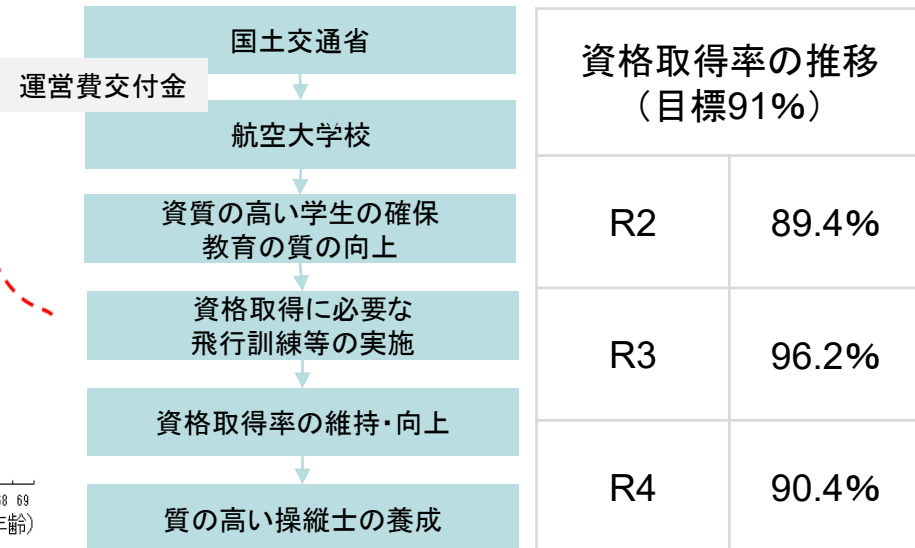 国土交通省
運営費交付金
航空大学校
資質の高い学生の確保
教育の質の向上
資格取得に必要な
飛行訓練等の実施
資格取得率の維持・向上
質の高い操縦士の養成
資格取得率の推移
（目標91%）
R2 89.4%
R3 96.2%
R4 90.4%
69